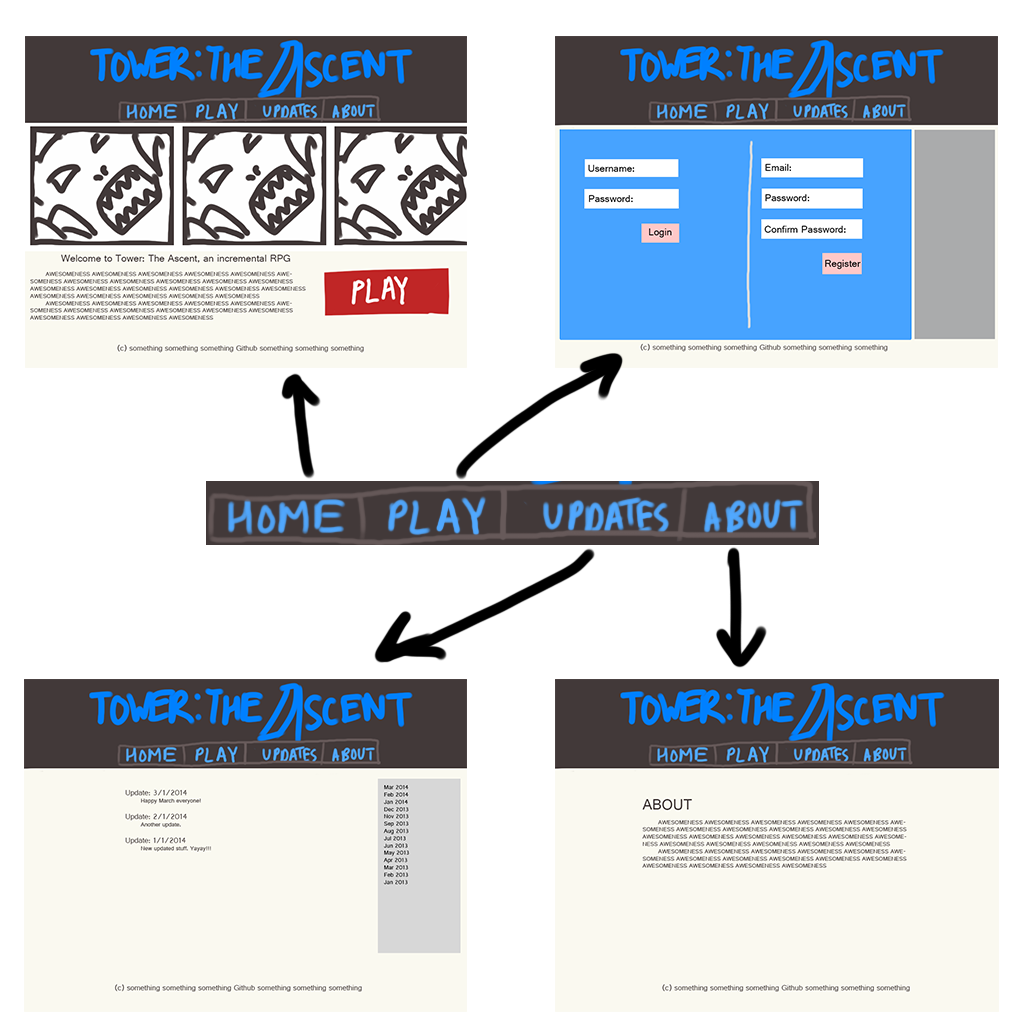 TOWER: THE ASCENT
HOME PLAY UPDATES ABOUT
Welcome to Tower: The Ascent, an incremental RPG
AWESOMENESS AWESOMENESS AWESOMENESS AWESOMENESS AWESOMENESS AWE-
SOMENESS AWESOMENESS AWESOMENESS AWESOMENESS AWESOMENESS AWESOMENESS
AWESOMENESS AWESOMENESS AWESOMENESS AWESOMENESS AWESOMENESS AWESOMENESS
AWESOMENESS AWESOMENESS AWESOMENESS AWESOMENESS AWESOMENESS
AWESOMENESS AWESOMENESS AWESOMENESS AWESOMENESS AWESOMENESS AWE-
SOMENESS AWESOMENESS AWESOMENESS AWESOMENESS AWESOMENESS AWESOMENESS
AWESOMENESS AWESOMENESS AWESOMENESS AWESOMENESS
PLAY
(c) something something something Github something something something
TOWER: THE ASCENT
HOME PLAY UPDATES ABOUT
Username:
Password:
Login
Email:
Password:
Confirm Password:
Register
(c) something something something Github something something something
HOME PLAY UPDATES ABOUT
TOWER: THE ASCENT
HOME PLAY UPDATES ABOUT
Update: 3/1/2014
Happy March everyone!
Update: 2/1/2014
Another update.
Update: 1/1/2014
New updated stuff. Yayay!!!
Mar 2014
Feb 2014
Jan 2014
Dec 2013
Nov 2013
Sep 2013
Aug 2013
Jul 2013
Jun 2013
May 2013
Apr 2013
Mar 2013
Feb 2013
Jan 2013
(c) something something something Github something something something
TOWER: THE ASCENT
HOME PLAY UPDATES ABOUT
ABOUT
AWESOMENESS AWESOMENESS AWESOMENESS AWESOMENESS AWESOMENESS AWE-
SOMENESS AWESOMENESS AWESOMENESS AWESOMENESS AWESOMENESS AWESOMENESS
AWESOMENESS AWESOMENESS AWESOMENESS AWESOMENESS AWESOMENESS AWESOME-
NESS AWESOMENESS AWESOMENESS AWESOMENESS AWESOMENESS AWESOMENESS
AWESOMENESS AWESOMENESS AWESOMENESS AWESOMENESS AWESOMENESS AWE-
SOMENESS AWESOMENESS AWESOMENESS AWESOMENESS AWESOMENESS AWESOMENESS
AWESOMENESS AWESOMENESS AWESOMENESS AWESOMENESS
(c) something something something Github something something something